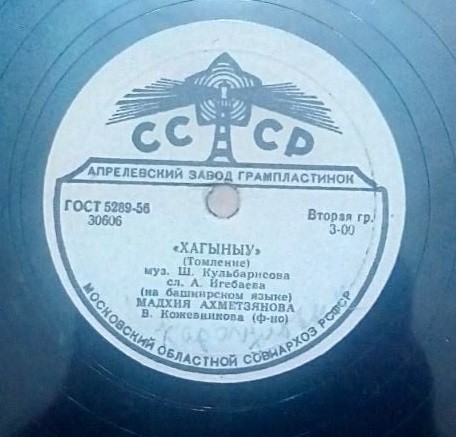 СССР
АПРЕЛЕВСКИЙ ЗАВОД ГРАМПЛАСТИНОК
ГОСТ 5289-56
30606
Вторая гр.
3-00
«ХАГЫНЫУ»
(Томление)
муз. Ш. Кульбарисова
сл. А. Игебаева
(на башкирском языке)
МАДХИЯ АХМЕТЗЯНОВА
В. Кожевникова (ф-но)
МОСКОВСКИЙ ОБЛАСТНОЙ СОВНАРХОЗ РСФСР